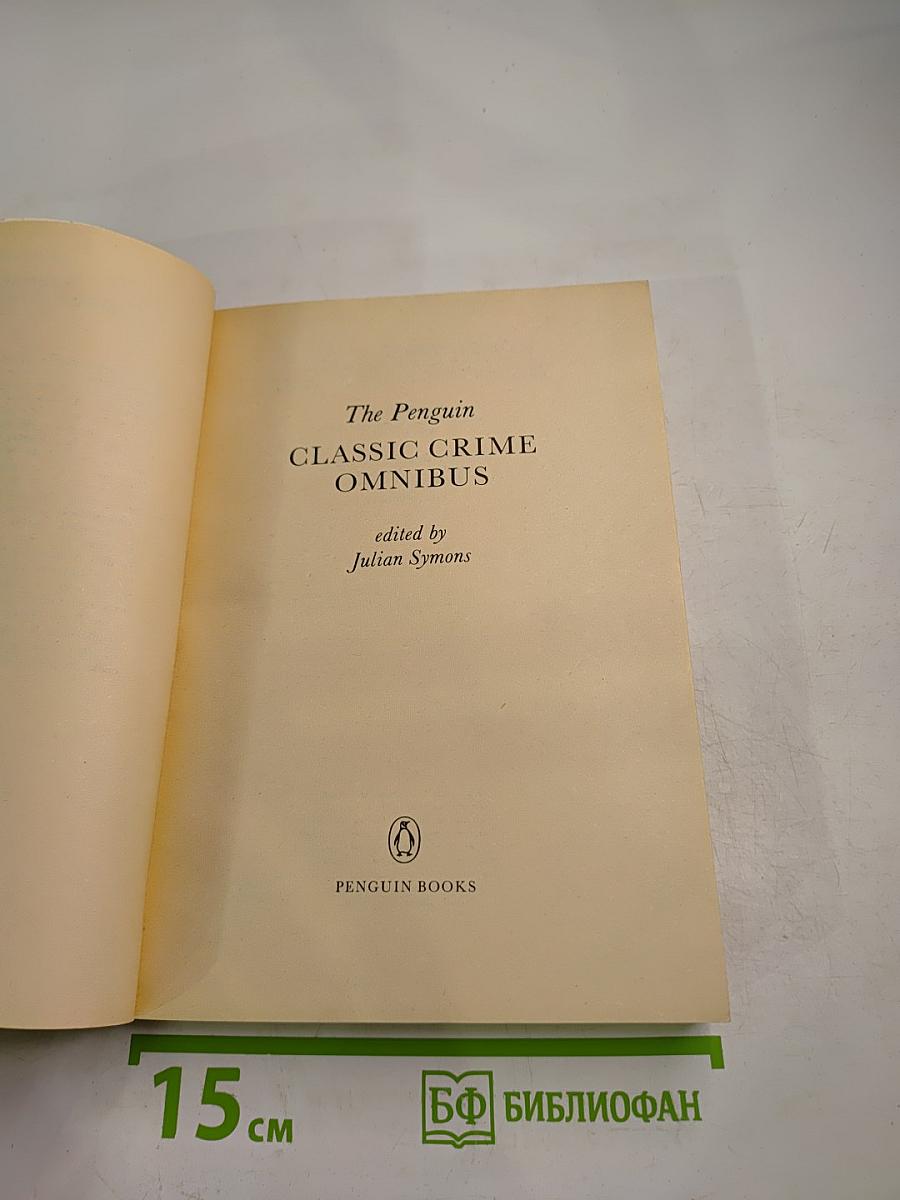 The Penguin
CLASSIC CRIME
OMNIBUS
edited by
Julian Symons
PENGUIN BOOKS
15 см
БФ БИБЛИОФАН